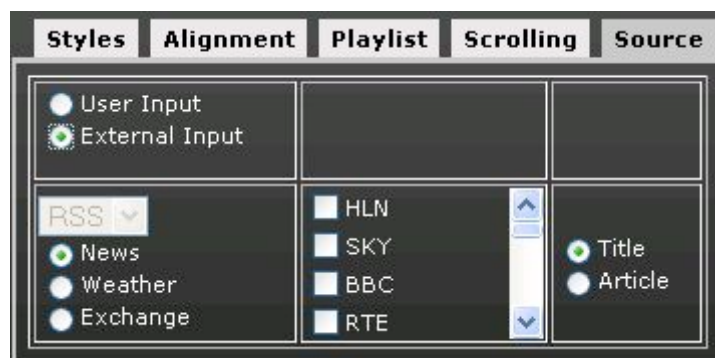 Styles Alignment Playlist Scrolling Source
User Input
External Input
RSS
News
Weather
Exchange
HLN
SKY
BBC
RTE
Title
Article